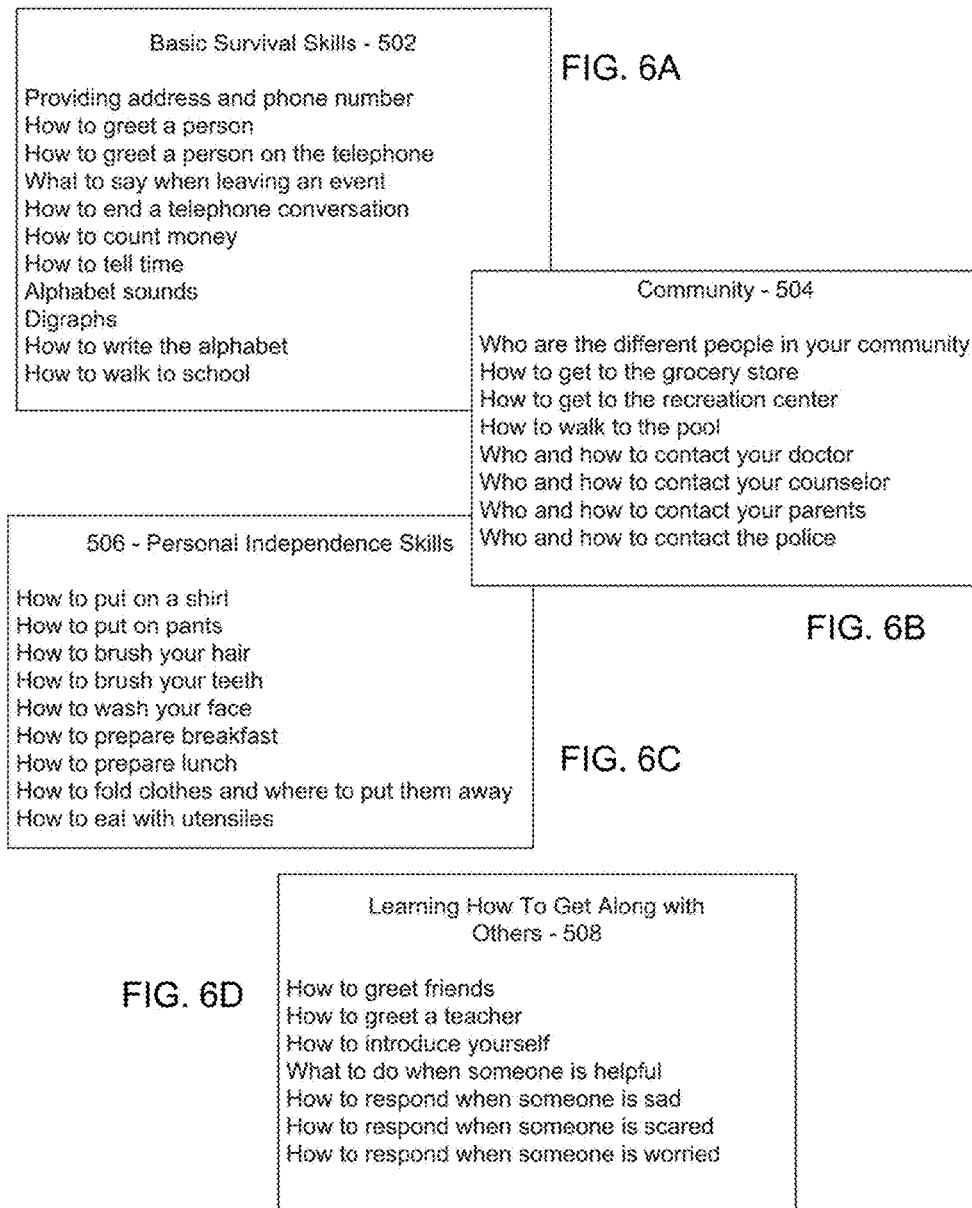 Basic Survival Skills - 502
FIG. 6A
Providing address and phone number
How to greet a person
How to greet a person on the telephone
What to say when leaving an event
How to end a telephone conversation
How to count money
How to tell time
Alphabet sounds
Digraphs
How to write the alphabet
How to walk to school
Community - 504
Who are the different people in your community
How to get to the grocery store
How to get to the recreation center
How to walk to the pool
Who and how to contact your doctor
Who and how to contact your counselor
Who and how to contact your parents
Who and how to contact the police
FIG. 6B
506 - Personal Independence Skills
How to put on a shirt
How to put on pants
How to brush your hair
How to brush your teeth
How to wash your face
How to prepare breakfast
How to prepare lunch
How to fold clothes and where to put them away
How to eat with utensiles
FIG. 6C
Learning How To Get Along with
Others - 508
FIG. 6D
How to greet friends
How to greet a teacher
How to introduce yourself
What to do when someone is helpful
How to respond when someone is sad
How to respond when someone is scared
How to respond when someone is worried